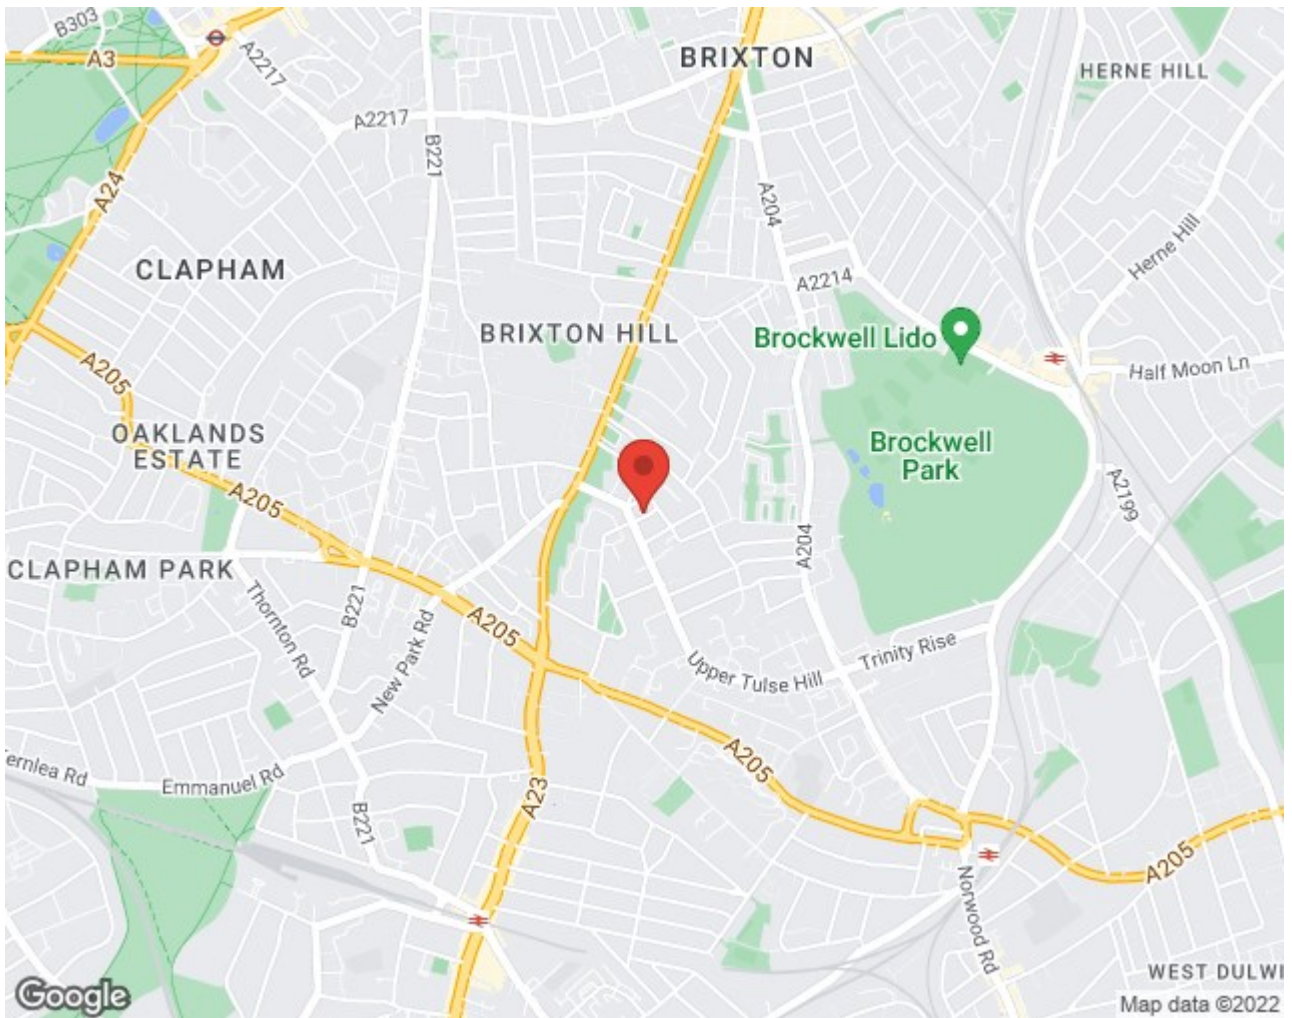 B303
A3
A2217
BRIXTON
HERNE HILL
A2217
B221
A24
A204
CLAPHAM
Herne Hill
A2214
BRIXTON HILL
Brockwell Lido
A205
Half Moon Ln
OAKLANDS
ESTATE
Brockwell
Park
A205
A2199
A204
CLAPHAM PARK
Thornton Rd
B221
New Park Rd
A205
Trinity Rise
Upper Tulse Hill
A205
ernlea Rd
Emmanuel Rd
A23
B221
A205
Norwood Rd
WEST DULWI
Google
Map data ©2022